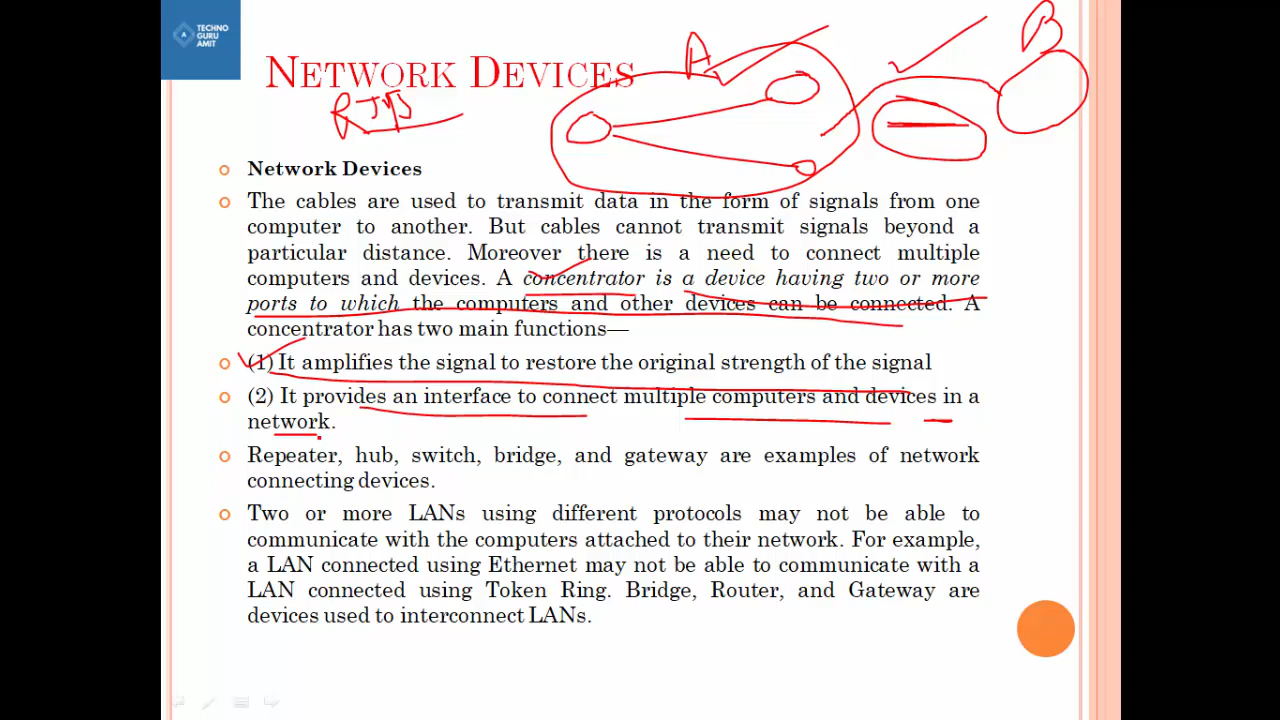 TECHNO
GURU
AMIT
NETWORK DEVICES
A
B
Network Devices
The cables are used to transmit data in the form of signals from one
computer to another. But cables cannot transmit signals beyond a
particular distance. Moreover there is a need to connect multiple
computers and devices. A concentrator is a device having two or more
ports to which the computers and other devices can be connected. A
concentrator has two main functions—
(1) It amplifies the signal to restore the original strength of the signal
(2) It provides an interface to connect multiple computers and devices in a
network.
Repeater, hub, switch, bridge, and gateway are examples of network
connecting devices.
Two or more LANs using different protocols may not be able to
communicate with the computers attached to their network. For example,
a LAN connected using Ethernet may not be able to communicate with a
LAN connected using Token Ring. Bridge, Router, and Gateway are
devices used to interconnect LANs.